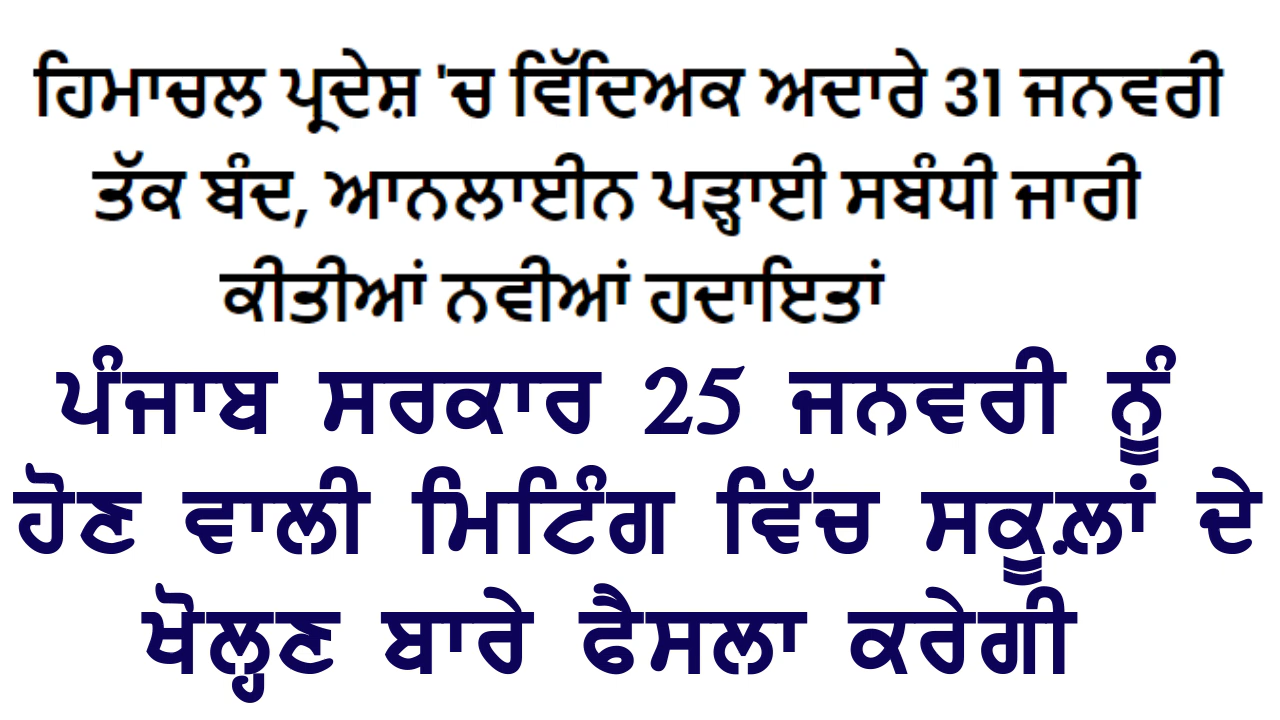 ਹਿਮਾਚਲ ਪ੍ਰਦੇਸ਼ 'ਚ ਵਿੱਦਿਅਕ ਅਦਾਰੇ 31 ਜਨਵਰੀ
ਤੱਕ ਬੰਦ, ਆਨਲਾਈਨ ਪੜ੍ਹਾਈ ਸਬੰਧੀ ਜਾਰੀ
ਕੀਤੀਆਂ ਨਵੀਆਂ ਹਦਾਇਤਾਂ
ਪੰਜਾਬ ਸਰਕਾਰ 25 ਜਨਵਰੀ ਨੂੰ
ਹੋਣ ਵਾਲੀ ਮਿਟਿੰਗ ਵਿੱਚ ਸਕੂਲ਼ਾਂ ਦੇ
ਖੋਲ੍ਹਣ ਬਾਰੇ ਫੈਸਲਾ ਕਰੇਗੀ